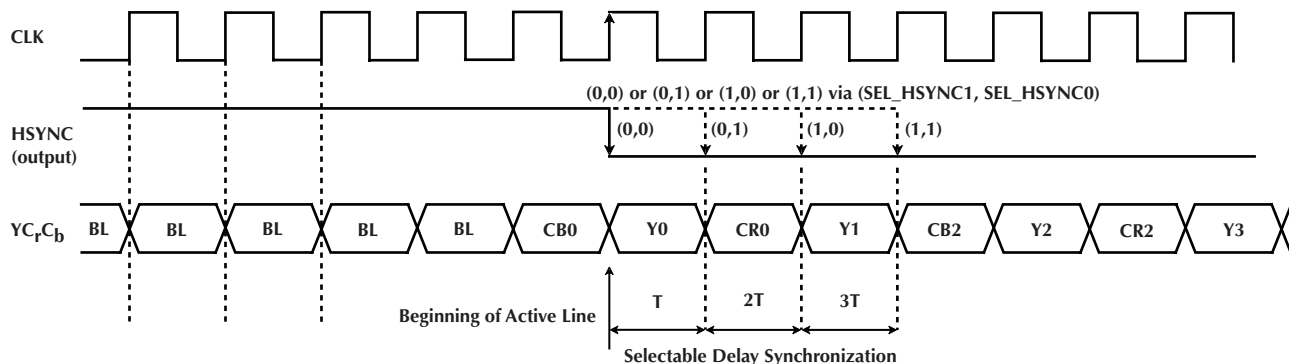 CLK
(0,0) or (0,1) or (1,0) or (1,1) via (SEL_HSYNC1, SEL_HSYNC0)
HSYNC
(output)
(0,0) (0,1) (1,0) (1,1)
YCrCb BL BL BL BL BL CB0 Y0 CR0 Y1 CB2 Y2 CR2 Y3
Beginning of Active Line T 2T 3T
Selectable Delay Synchronization